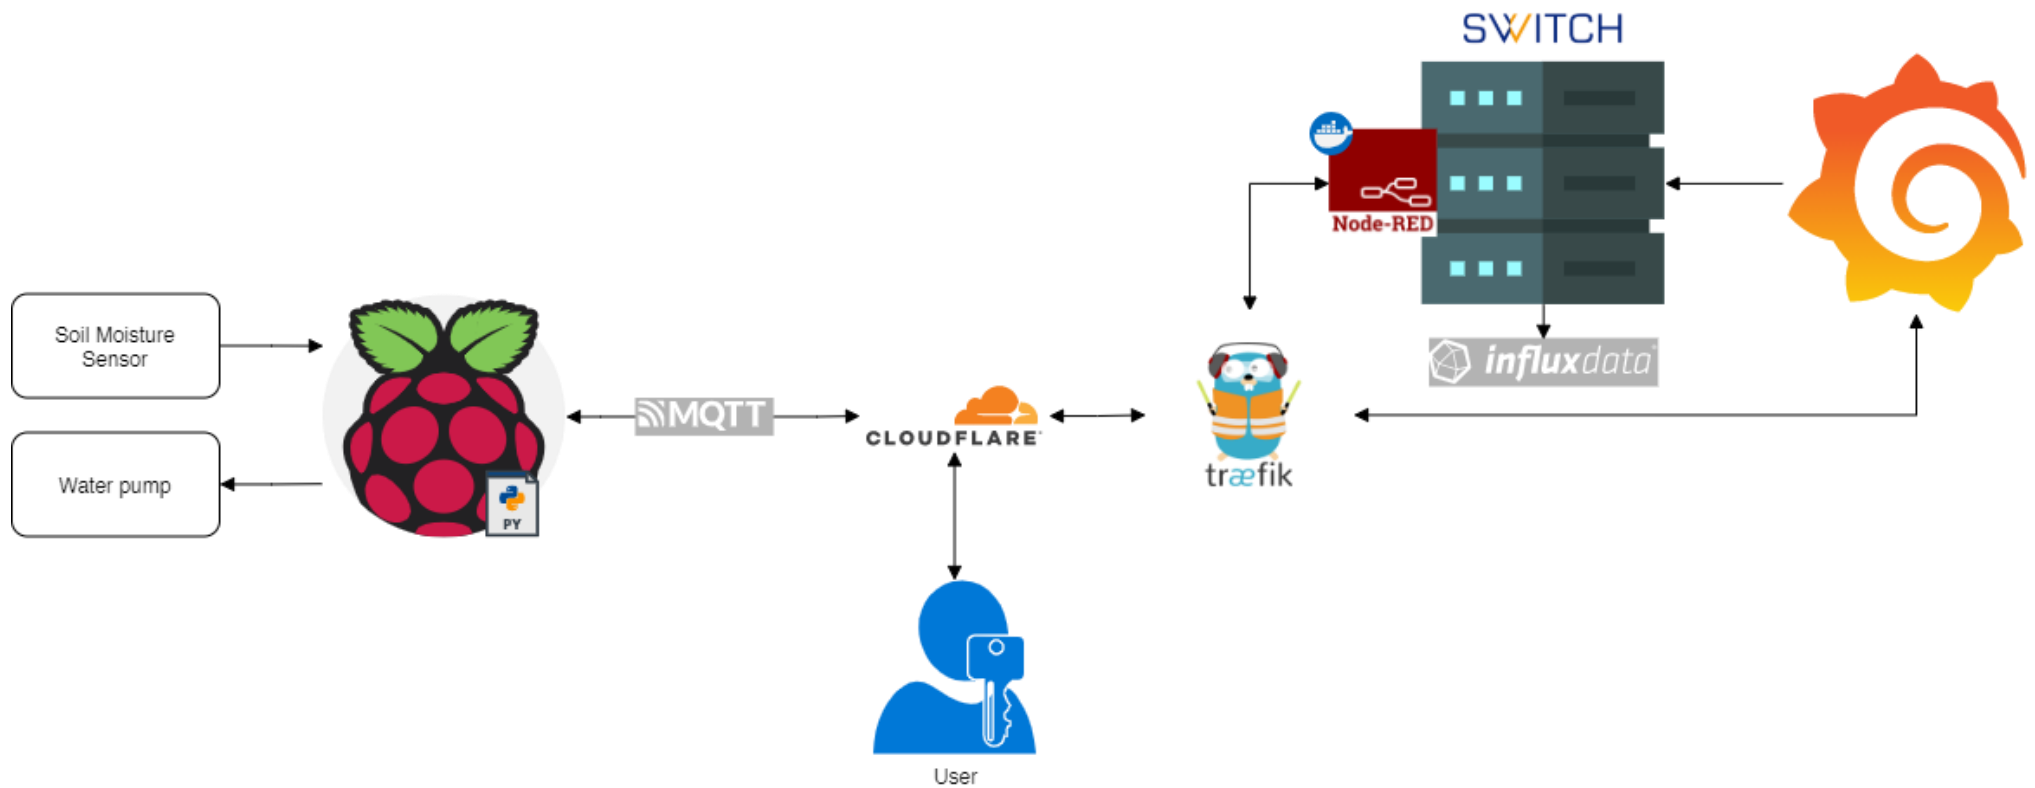 SWITCH
Node-RED
influxdata
Soil Moisture
Sensor
MQTT
CLOUDFLARE
træfik
Water pump
PY
User